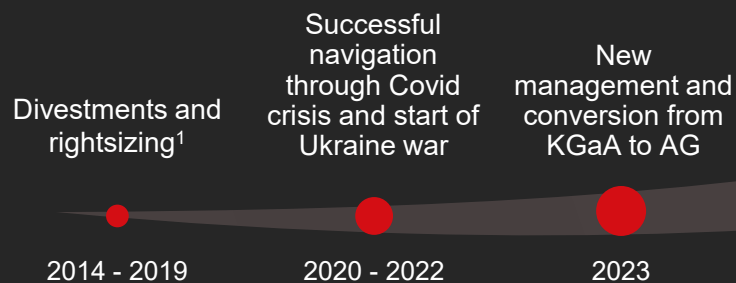 Divestments and
rightsizing¹
2014 - 2019
Successful
navigation
through Covid
crisis and start of
Ukraine war
2020 - 2022
New
management and
conversion from
KGaA to AG
2023